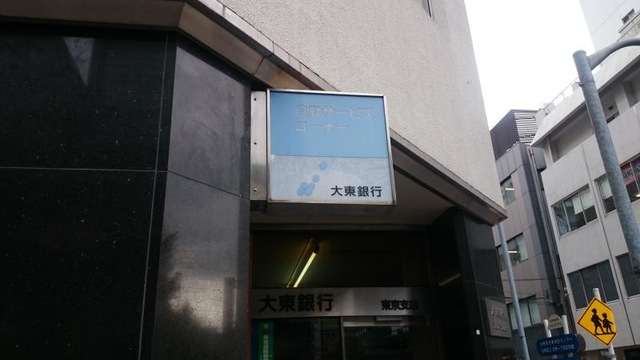 自動サービス
コーナー
大東銀行
大東銀行 東京支店